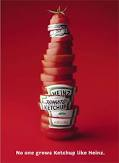 HEINZ
TOMATO
KETCHUP
No one grows Ketchup like Heinz.